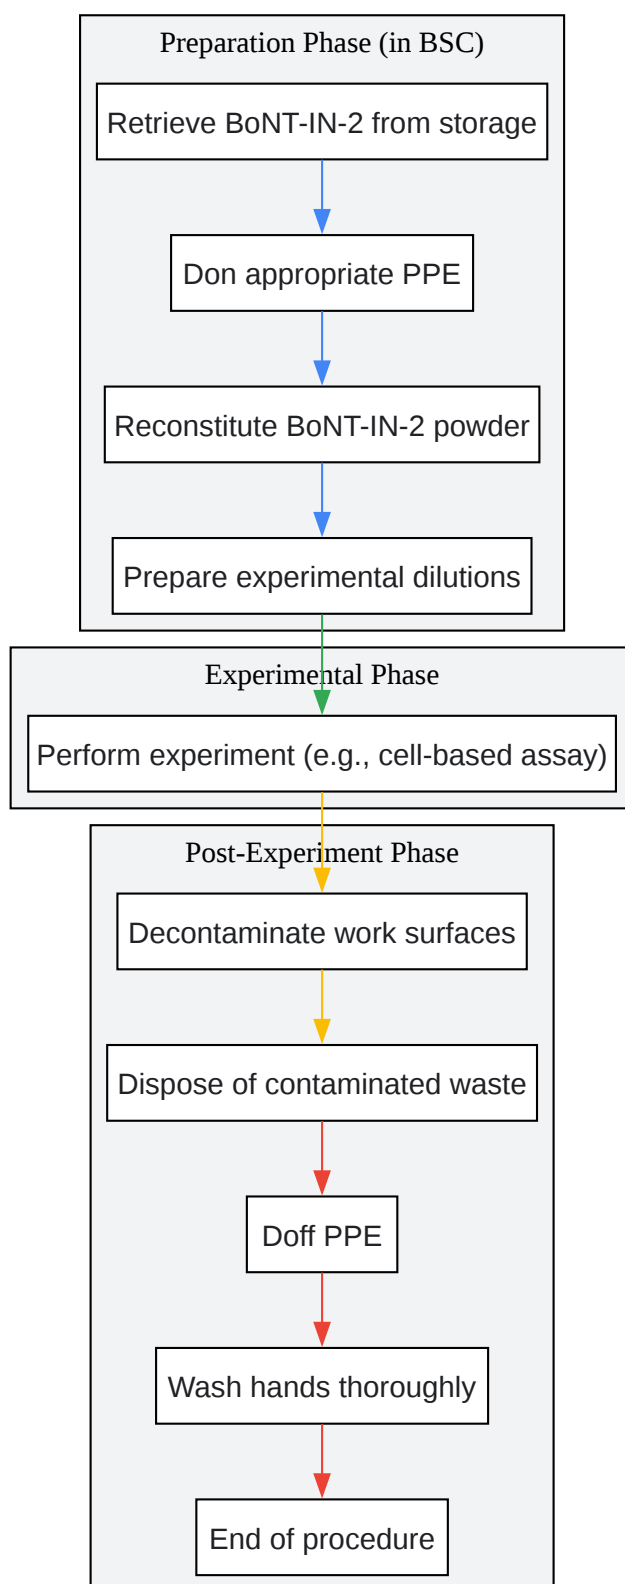 Preparation Phase (in BSC)
Retrieve BoNT-IN-2 from storage
Don appropriate PPE
Reconstitute BoNT-IN-2 powder
Prepare experimental dilutions
Experimental Phase
Perform experiment (e.g., cell-based assay)
Post-Experiment Phase
Decontaminate work surfaces
Dispose of contaminated waste
Doff PPE
Wash hands thoroughly
End of procedure